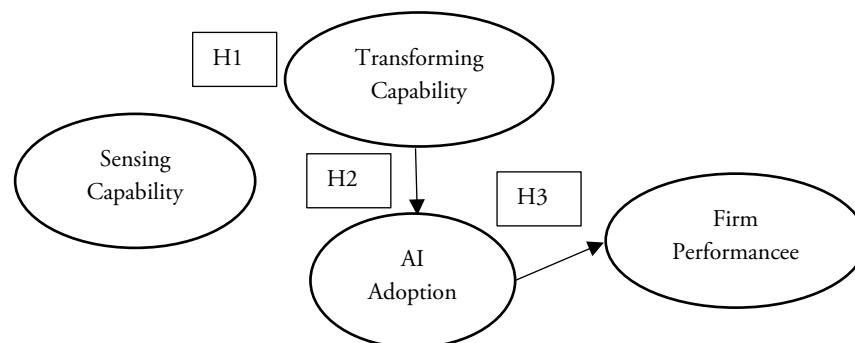 H1
Transforming
Capability
Sensing
Capability
H2
H3
AI
Adoption
Firm
Performancee